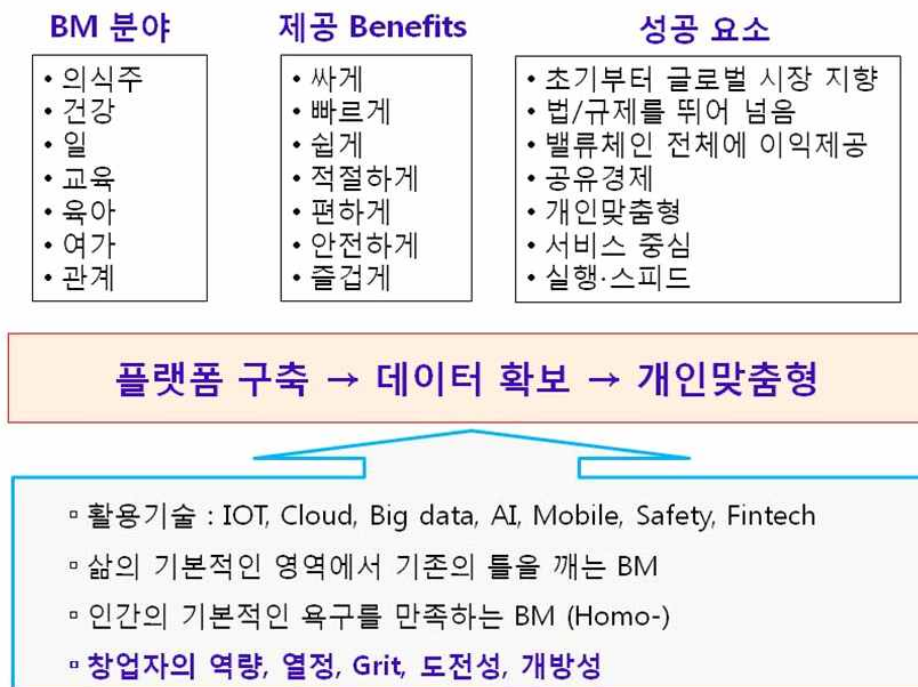 BM 분야
• 의식주
• 건강
• 일
• 교육
• 육아
• 여가
• 관계
제공 Benefits
• 싸게
• 빠르게
• 쉽게
• 적절하게
• 편하게
• 안전하게
• 즐겁게
성공 요소
• 초기부터 글로벌 시장 지향
• 법/규제를 뛰어 넘음
• 밸류체인 전체에 이익제공
• 공유경제
• 개인맞춤형
• 서비스 중심
• 실행·스피드
플랫폼 구축 → 데이터 확보 → 개인맞춤형
▫ 활용기술 : IOT, Cloud, Big data, AI, Mobile, Safety, Fintech
▫ 삶의 기본적인 영역에서 기존의 틀을 깨는 BM
▫ 인간의 기본적인 욕구를 만족하는 BM (Homo-)
▫ 창업자의 역량, 열정, Grit, 도전성, 개방성